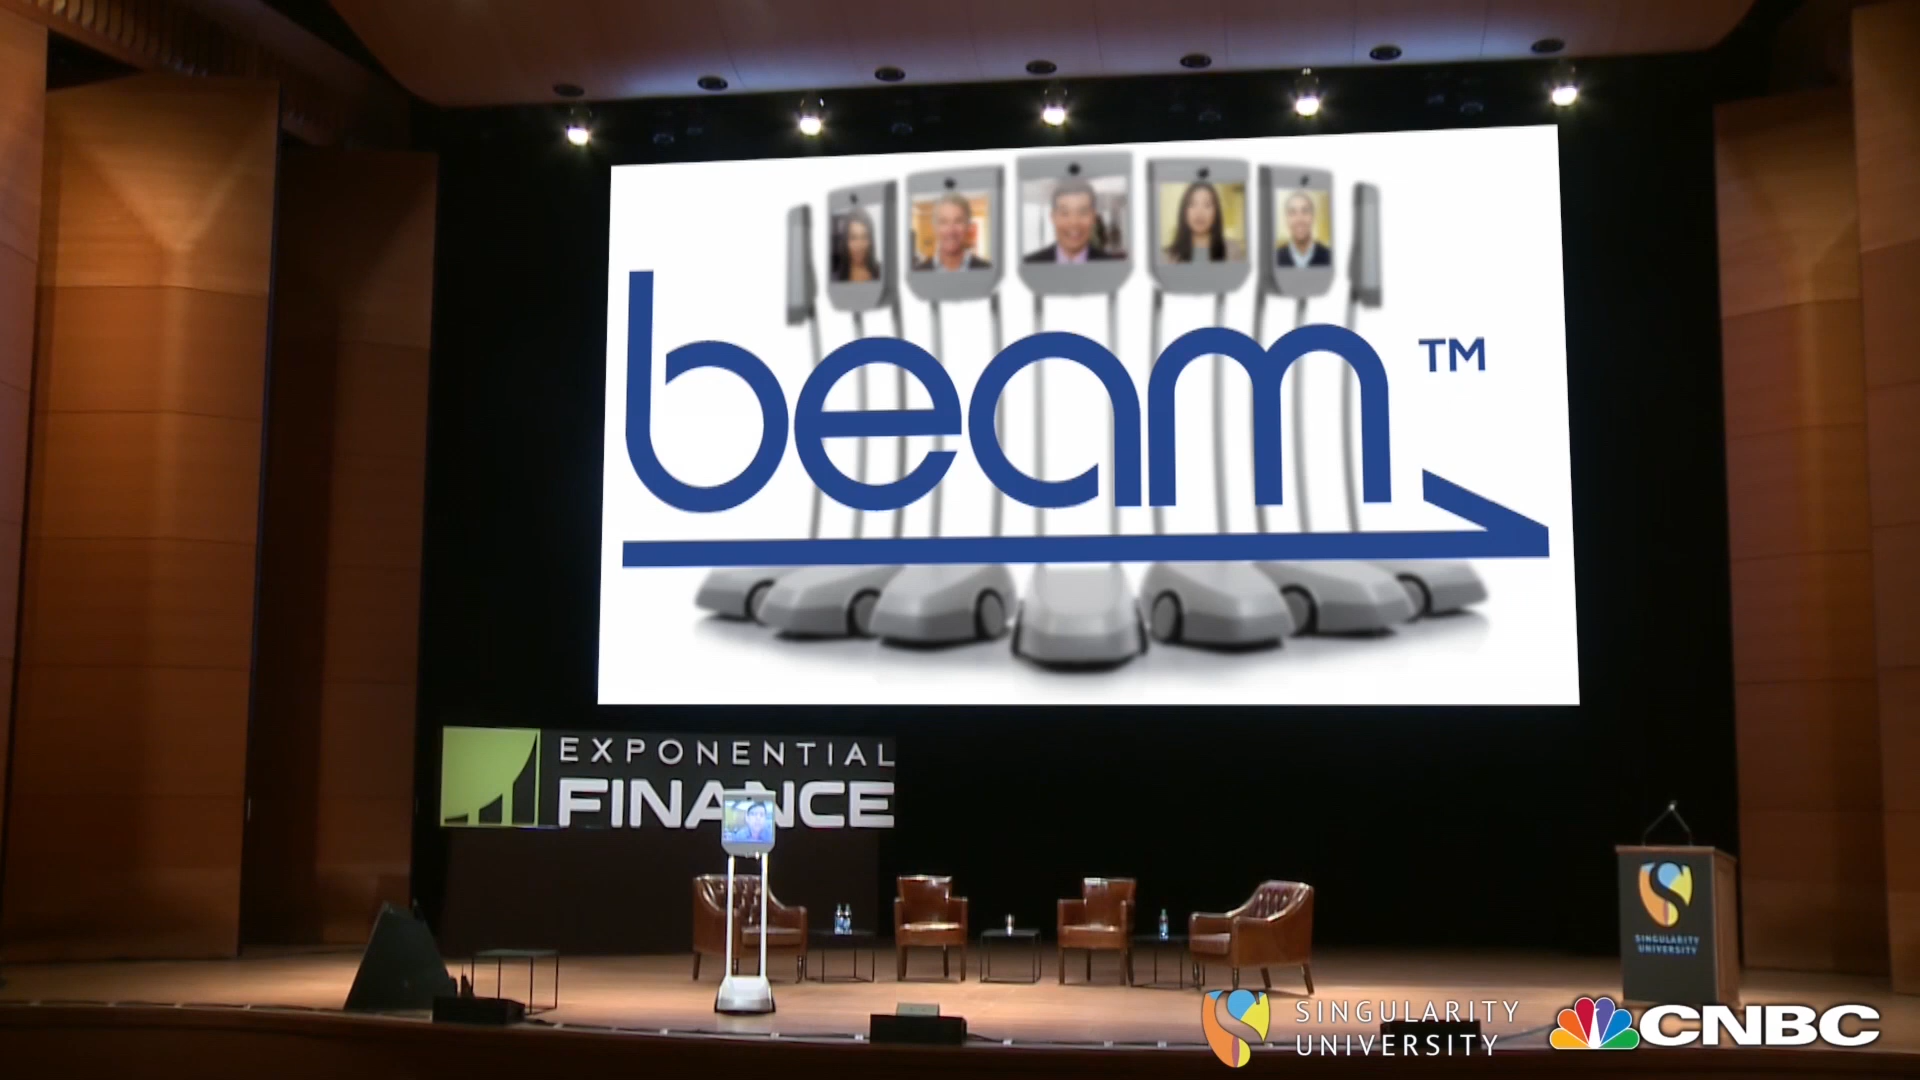 beam TM
EXPONENTIAL
FINANCE
SINGULARITY
UNIVERSITY
SINGULARITY
UNIVERSITY
CNBC